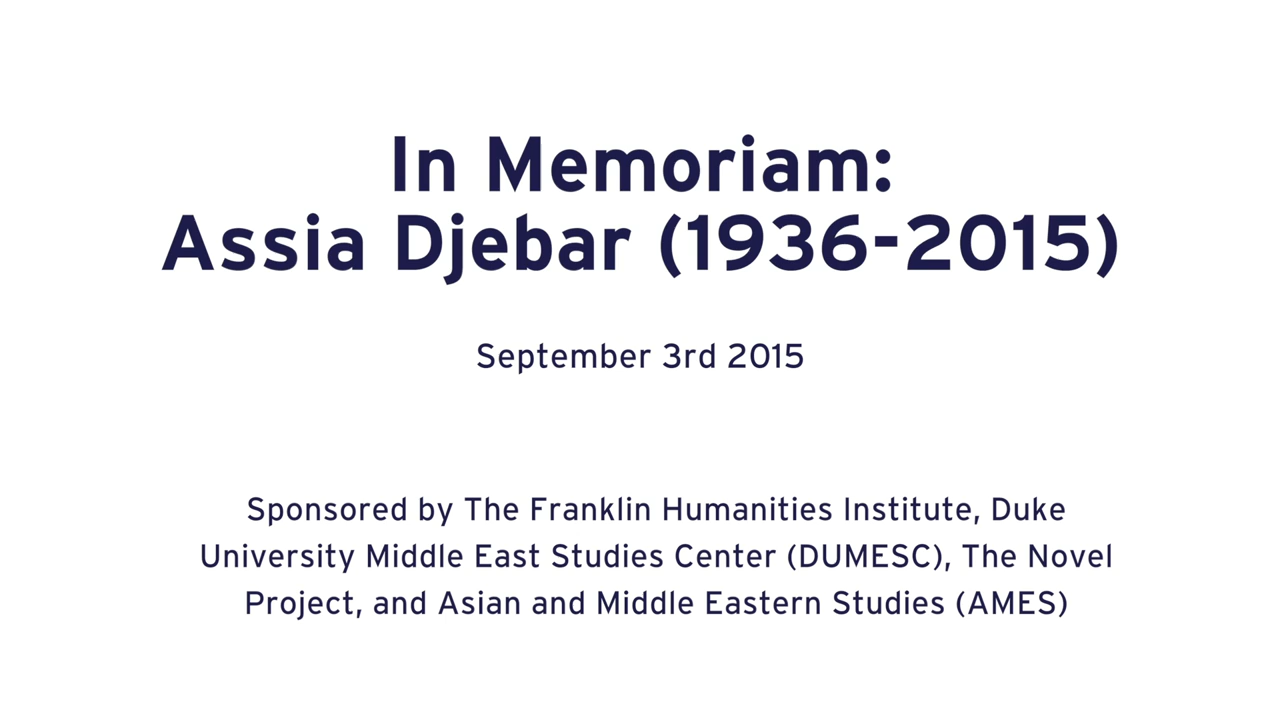 In Memoriam:
Assia Djebar (1936-2015)
September 3rd 2015
Sponsored by The Franklin Humanities Institute, Duke
University Middle East Studies Center (DUMESC), The Novel
Project, and Asian and Middle Eastern Studies (AMES)